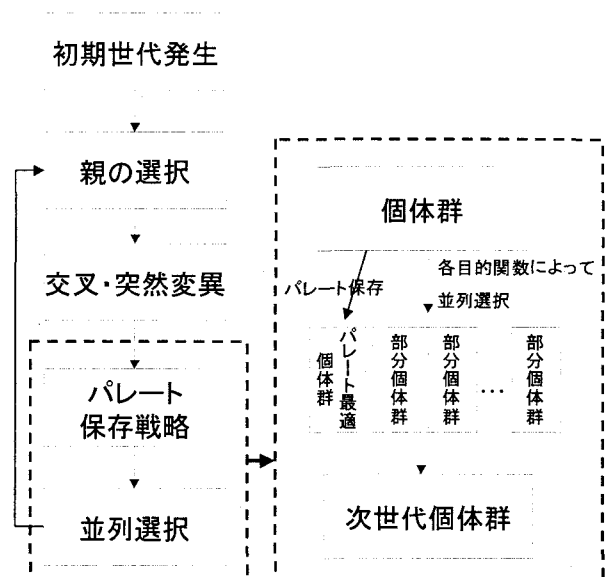 初期世代発生
親の選択
交叉・突然変異
パレート
保存戦略
並列選択
個体群
パレート保存
各目的関数によって
並列選択
パレート最適
個体群
部分個体群
部分個体群
...
部分個体群
次世代個体群